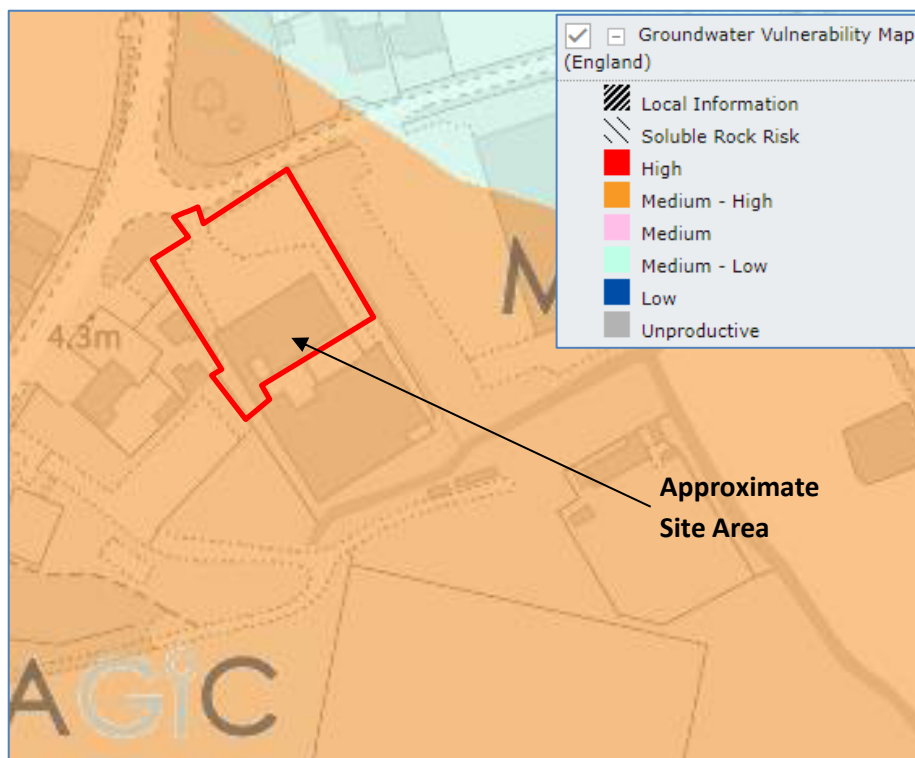 Groundwater Vulnerability Map
(England)
Local Information
Soluble Rock Risk
High
Medium - High
Medium
Medium - Low
Low
Unproductive
M
4.3m
Approximate
Site Area
AGiC